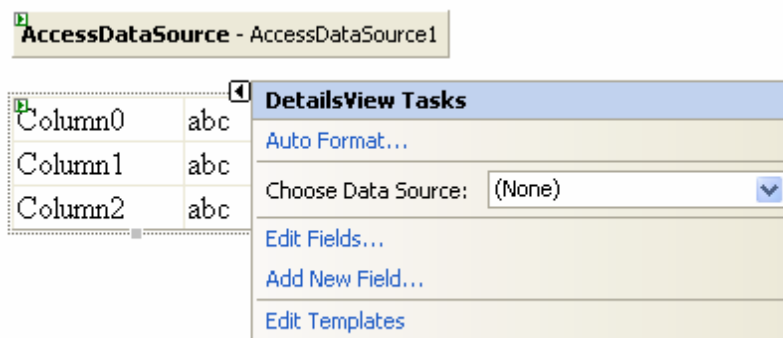 AccessDataSource - AccessDataSource1
DetailsView Tasks
Column0 abc
Auto Format...
Column1 abc
Choose Data Source: (None)
Column2 abc
Edit Fields...
Add New Field...
Edit Templates